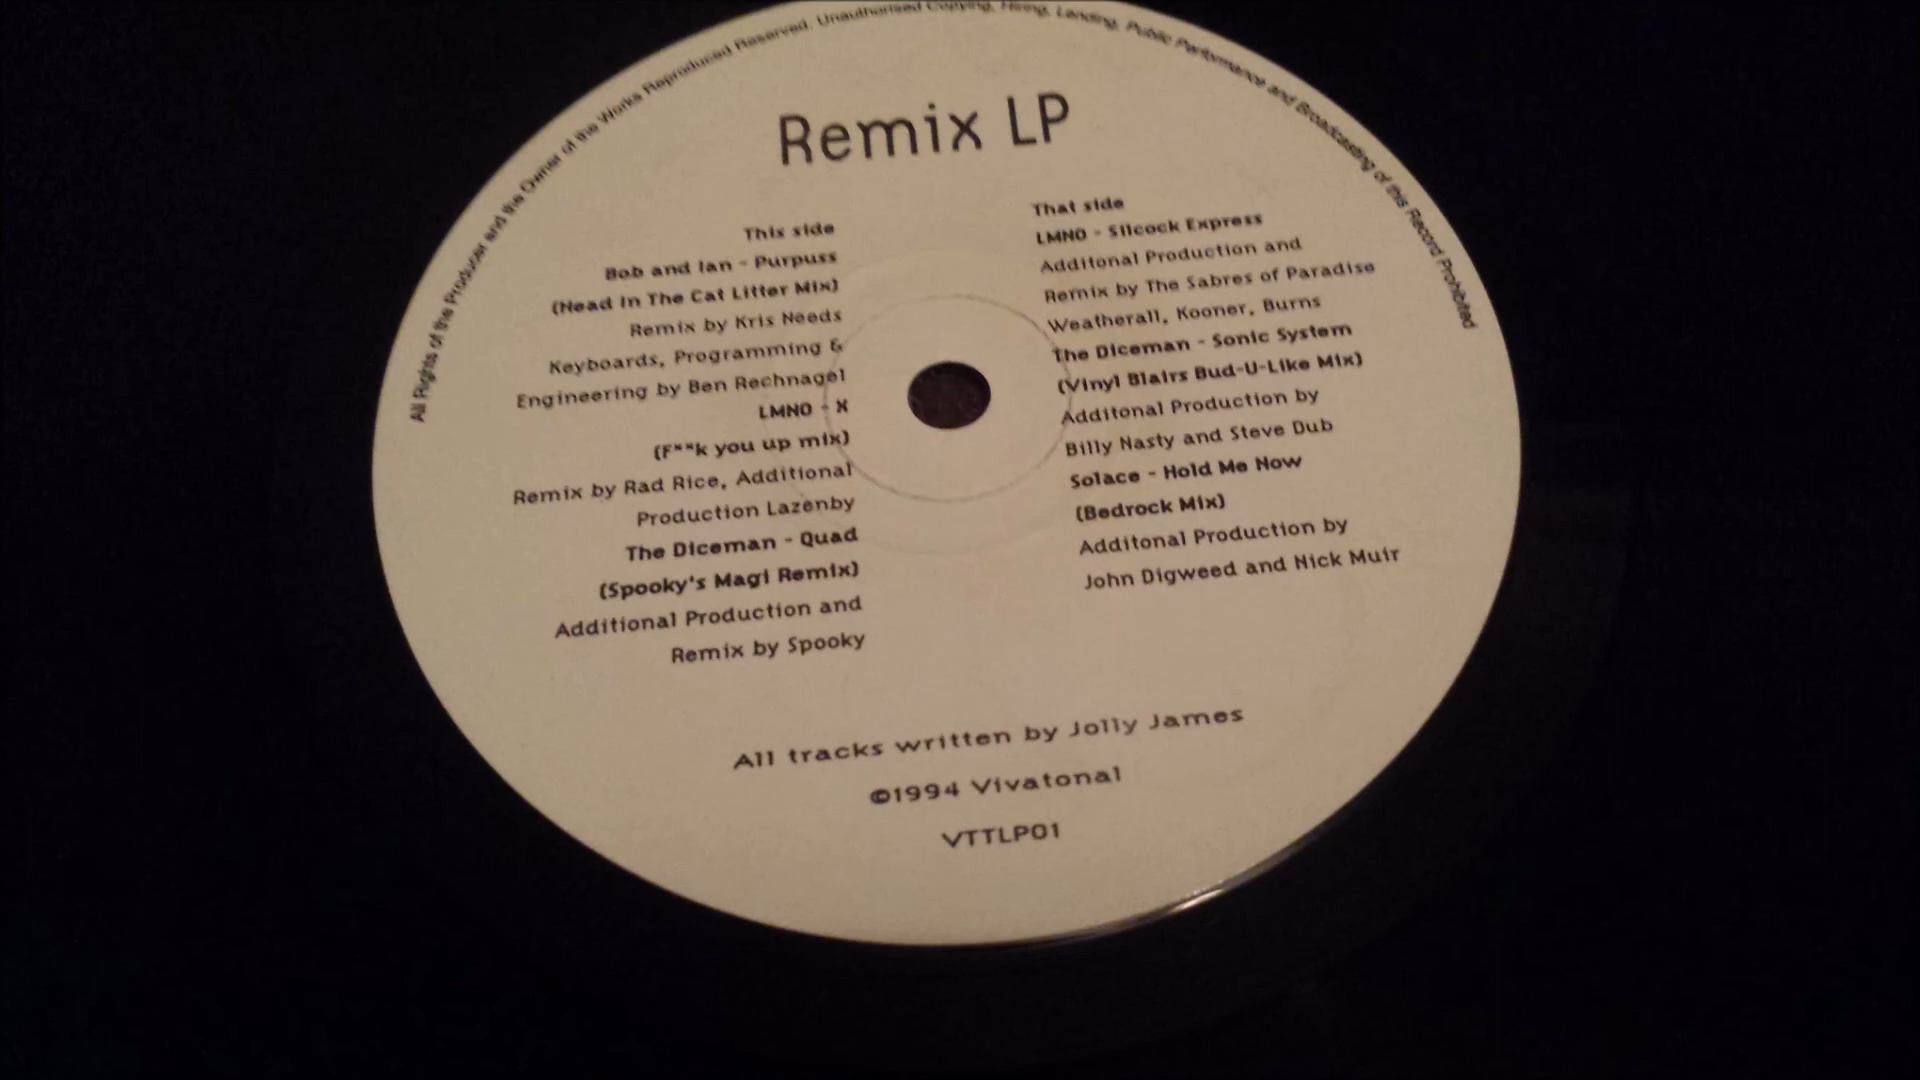 All Rights of the Producer and the Owner of the Works Reproduced Reserved. Unauthorised Copying, Hiring, Lending, Public Performance and Broadcasting of this Record Prohibited
Remix LP
This side
Bob and Ian - Purpuss
(Head In The Cat Litter Mix)
Remix by Kris Needs
Keyboards, Programming &
Engineering by Ben Rechnagel
LMNO - X
(F**k you up mix)
Remix by Rad Rice, Additional
Production Lazenby
The Diceman - Quad
(Spooky's Magi Remix)
Additional Production and
Remix by Spooky
That side
LMNO - Silcock Express
Additonal Production and
Remix by The Sabres of Paradise
Weatherall, Kooner, Burns
The Diceman - Sonic System
(Vinyl Blairs Bud-U-Like Mix)
Additonal Production by
Billy Nasty and Steve Dub
Solace - Hold Me Now
(Bedrock Mix)
Additonal Production by
John Digweed and Nick Muir
All tracks written by Jolly James
©1994 Vivatonal
VTTLP01